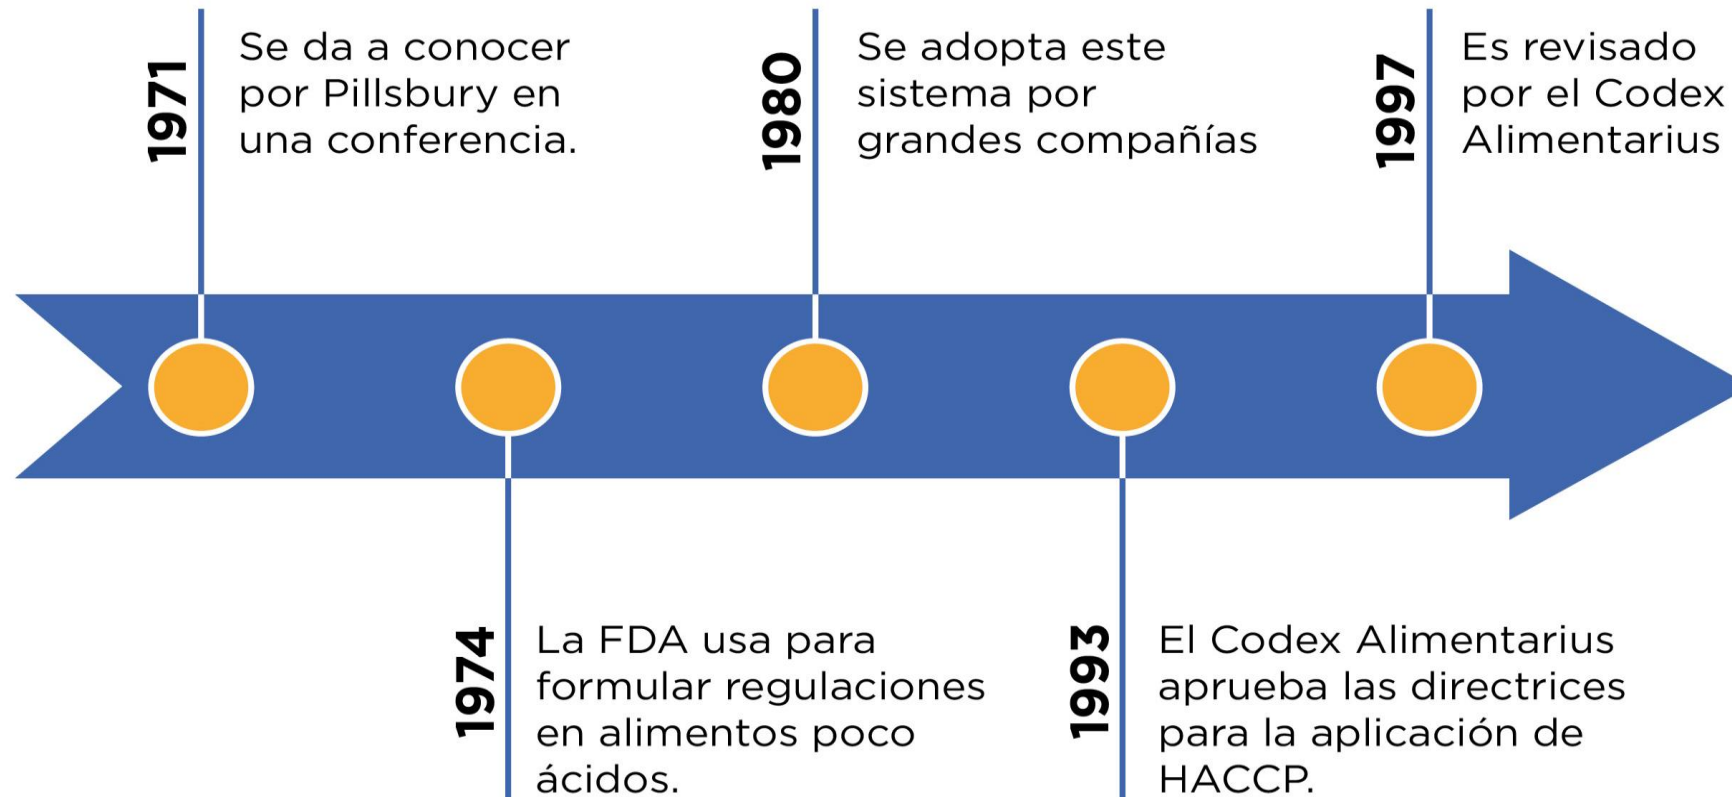 1971
Se da a conocer
por Pillsbury en
una conferencia.
1974
La FDA usa para
formular regulaciones
en alimentos poco
ácidos.
1980
Se adopta este
sistema por
grandes compañías
1993
El Codex Alimentarius
aprueba las directrices
para la aplicación de
HACCP.
1997
Es revisado
por el Codex
Alimentarius